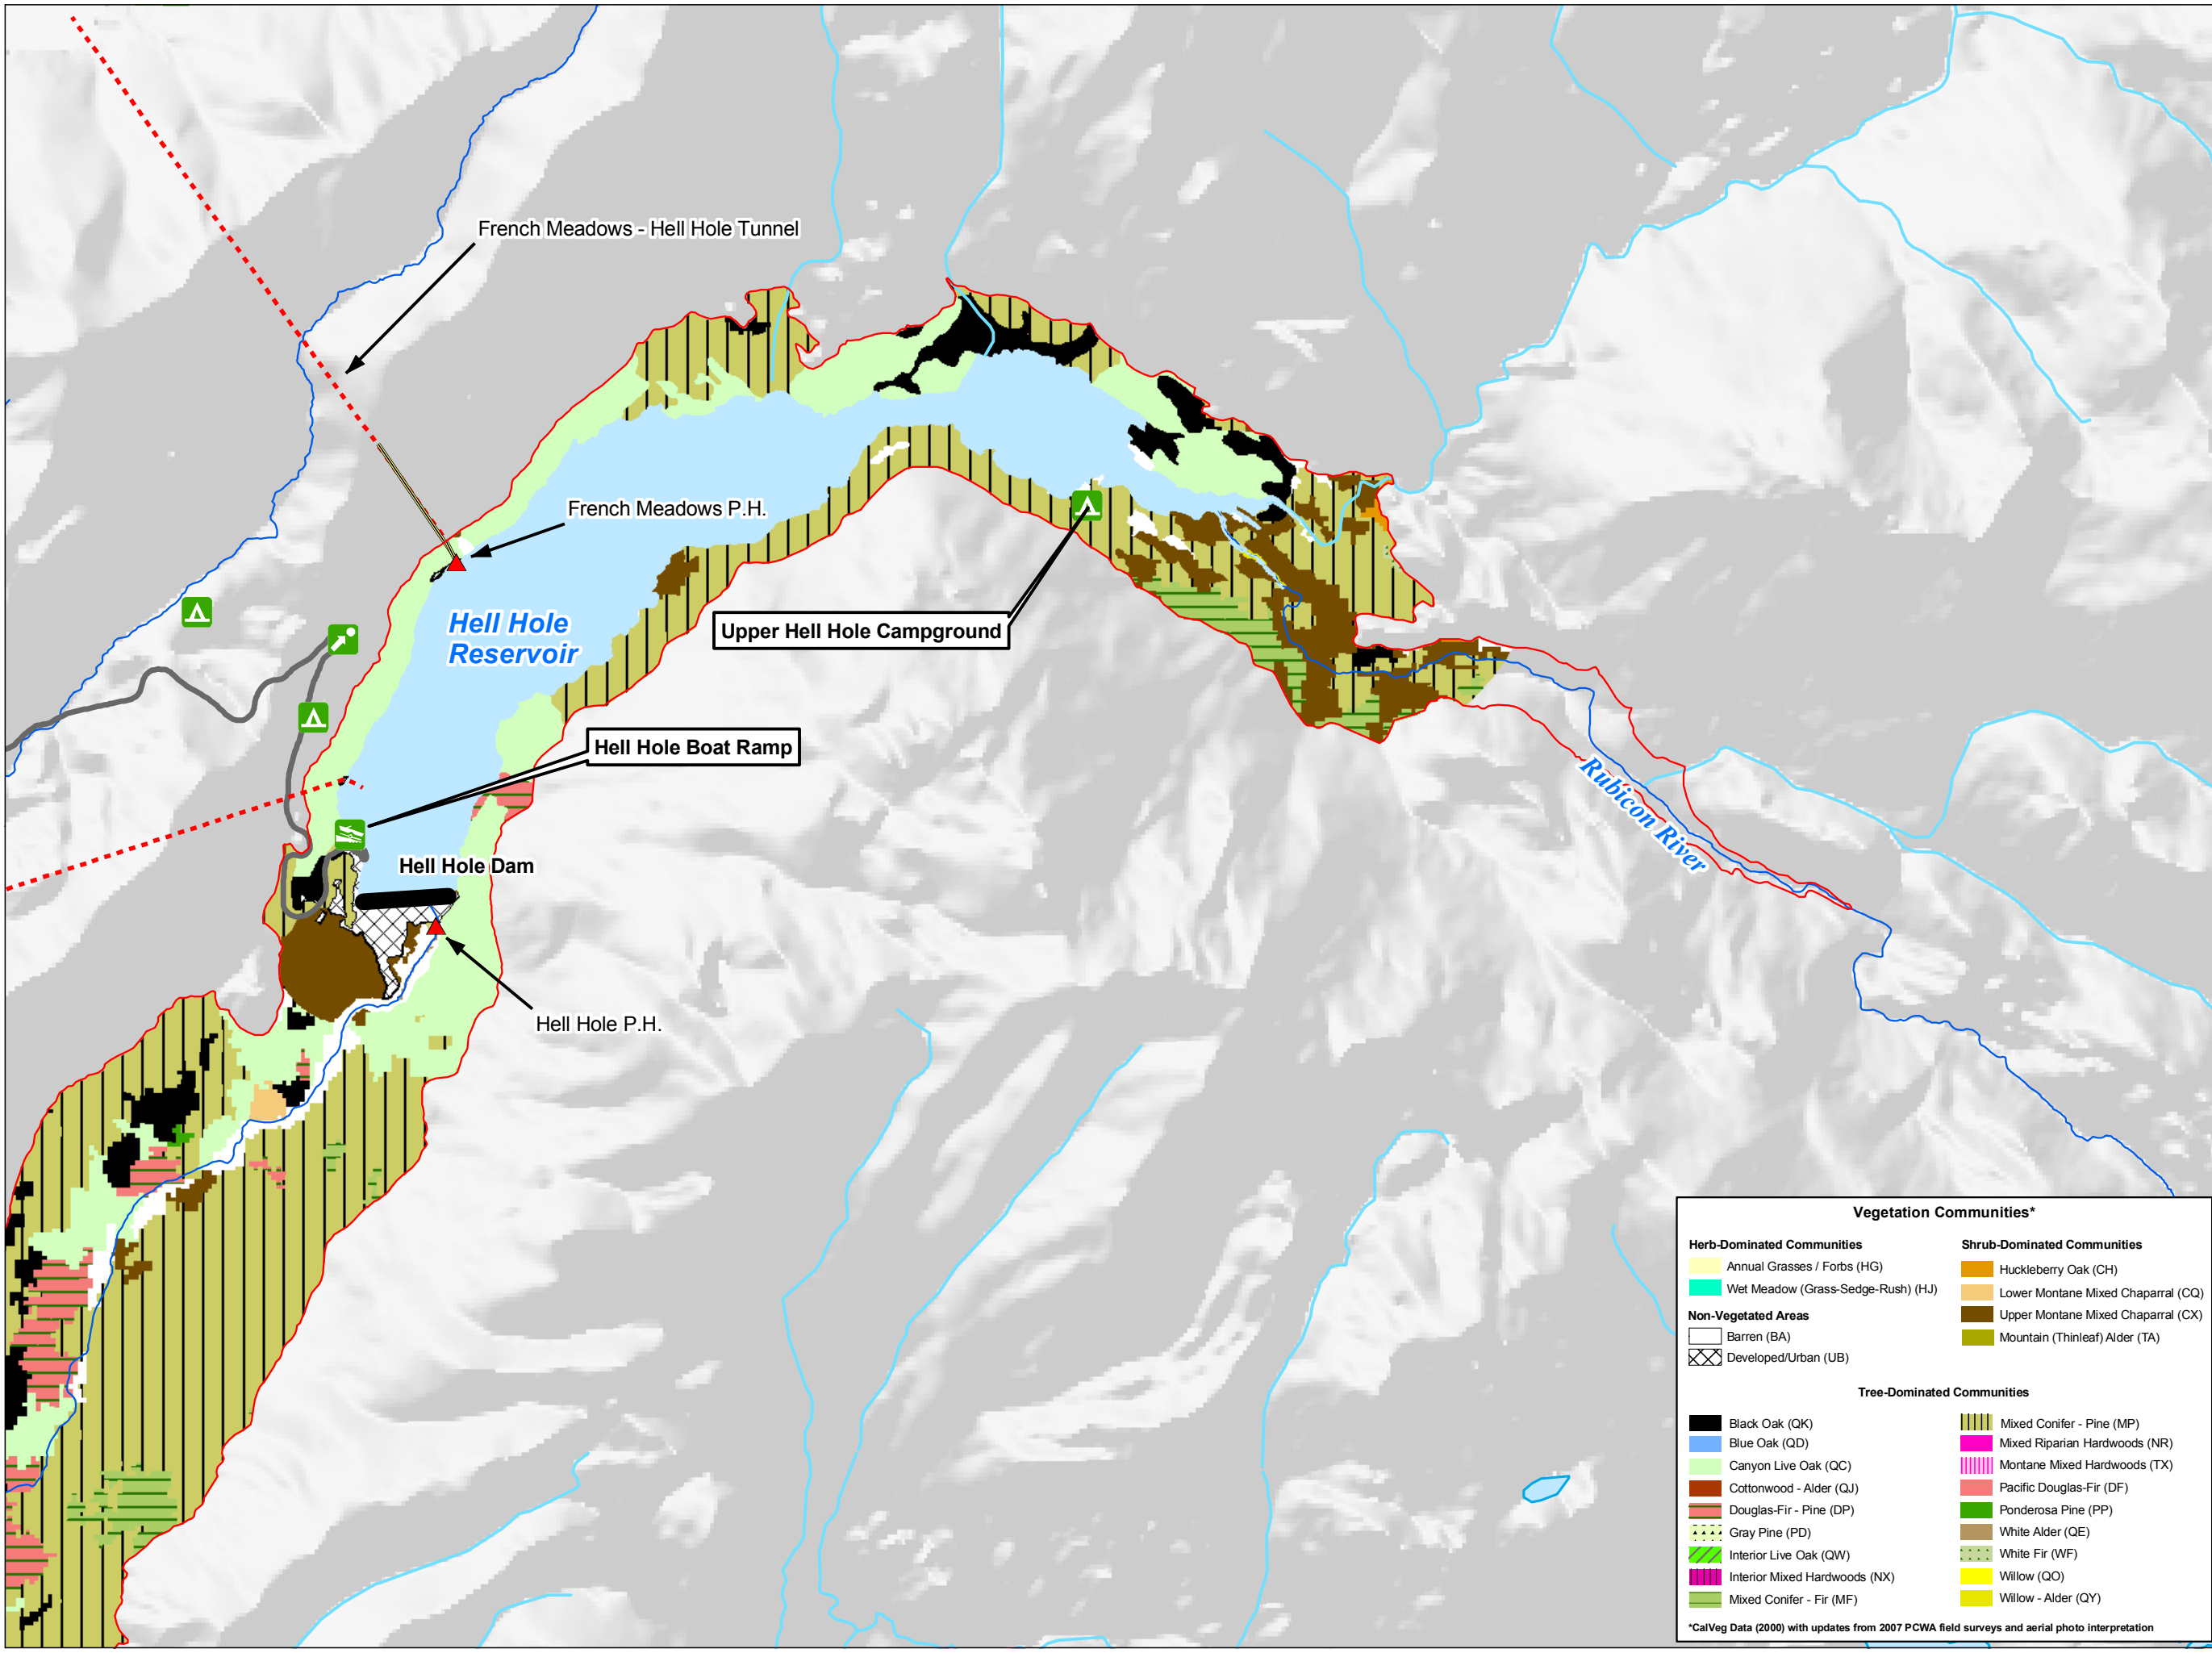 French Meadows - Hell Hole Tunnel
French Meadows P.H.
Hell Hole
Reservoir
Upper Hell Hole Campground
Hell Hole Boat Ramp
Rubicon River
Hell Hole Dam
Hell Hole P.H.
Vegetation Communities*
Herb-Dominated Communities
Annual Grasses / Forbs (HG)
Wet Meadow (Grass-Sedge-Rush) (HJ)
Non-Vegetated Areas
Barren (BA)
Developed/Urban (UB)
Shrub-Dominated Communities
Huckleberry Oak (CH)
Lower Montane Mixed Chaparral (CQ)
Upper Montane Mixed Chaparral (CX)
Mountain (Thinleaf) Alder (TA)
Tree-Dominated Communities
Black Oak (QK)
Blue Oak (QD)
Canyon Live Oak (QC)
Cottonwood - Alder (QJ)
Douglas-Fir - Pine (DP)
Gray Pine (PD)
Interior Live Oak (QW)
Interior Mixed Hardwoods (NX)
Mixed Conifer - Fir (MF)
Mixed Conifer - Pine (MP)
Mixed Riparian Hardwoods (NR)
Montane Mixed Hardwoods (TX)
Pacific Douglas-Fir (DF)
Ponderosa Pine (PP)
White Alder (QE)
White Fir (WF)
Willow (QO)
Willow - Alder (QY)
*CalVeg Data (2000) with updates from 2007 PCWA field surveys and aerial photo interpretation